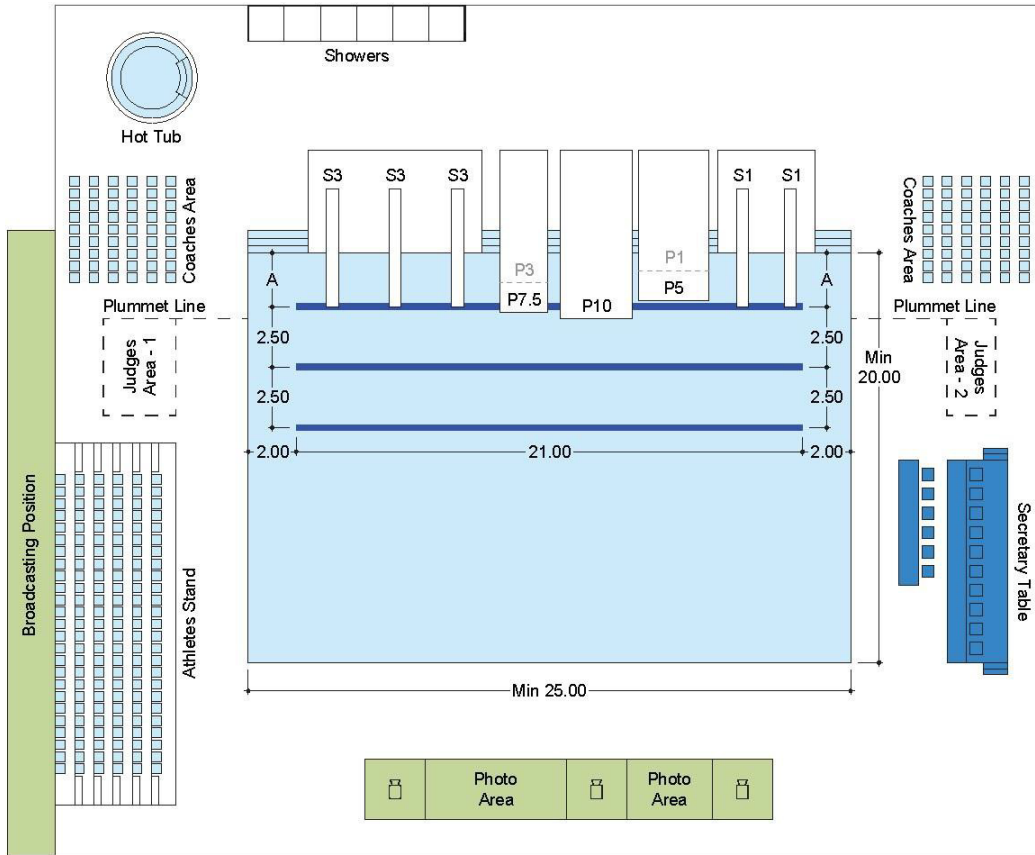 Showers
Hot Tub
S3
S3
S3
S1
S1
Coaches Area
Coaches Area
P3
P7.5
P10
P1
P5
A
A
Plummet Line
Plummet Line
Judges
Area - 1
Judges
Area - 2
2.50
2.50
Min
20.00
2.50
2.50
2.00
21.00
2.00
Broadcasting Position
Athletes Stand
Secretary Table
Min 25.00
Photo
Area
Photo
Area